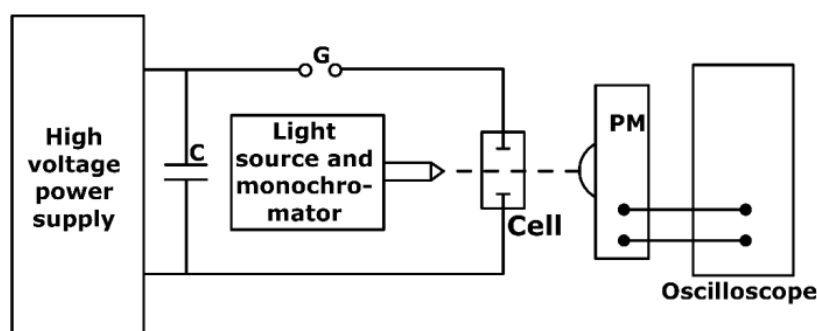 High
voltage
power
supply
C
G
Light
source and
monochro-
mator
Cell
PM
Oscilloscope